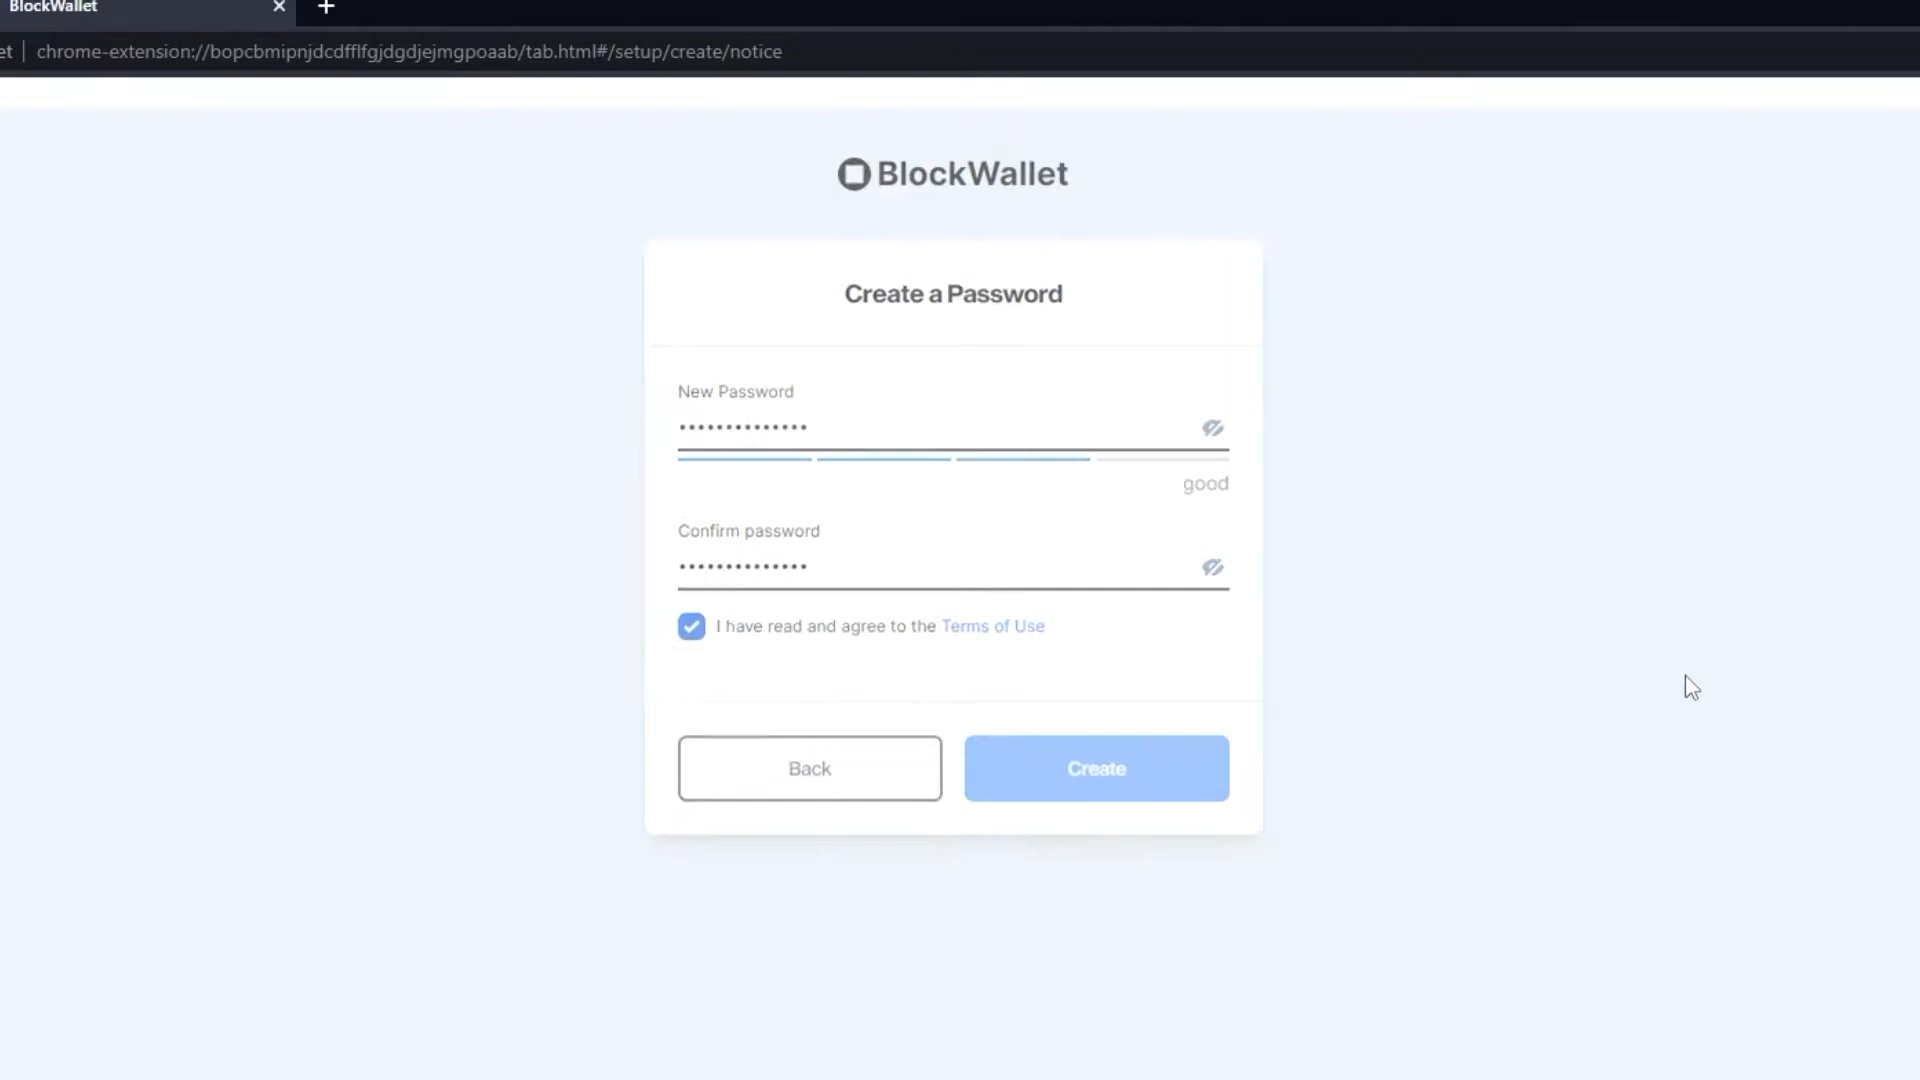 BlockWallet
et | chrome-extension://bopcbmipnjdcdfflfgjdgdjejmgpoaab/tab.html#/setup/create/notice
BlockWallet
Create a Password
New Password
••••••••••••••
good
Confirm password
••••••••••••••
I have read and agree to the Terms of Use
Back
Create